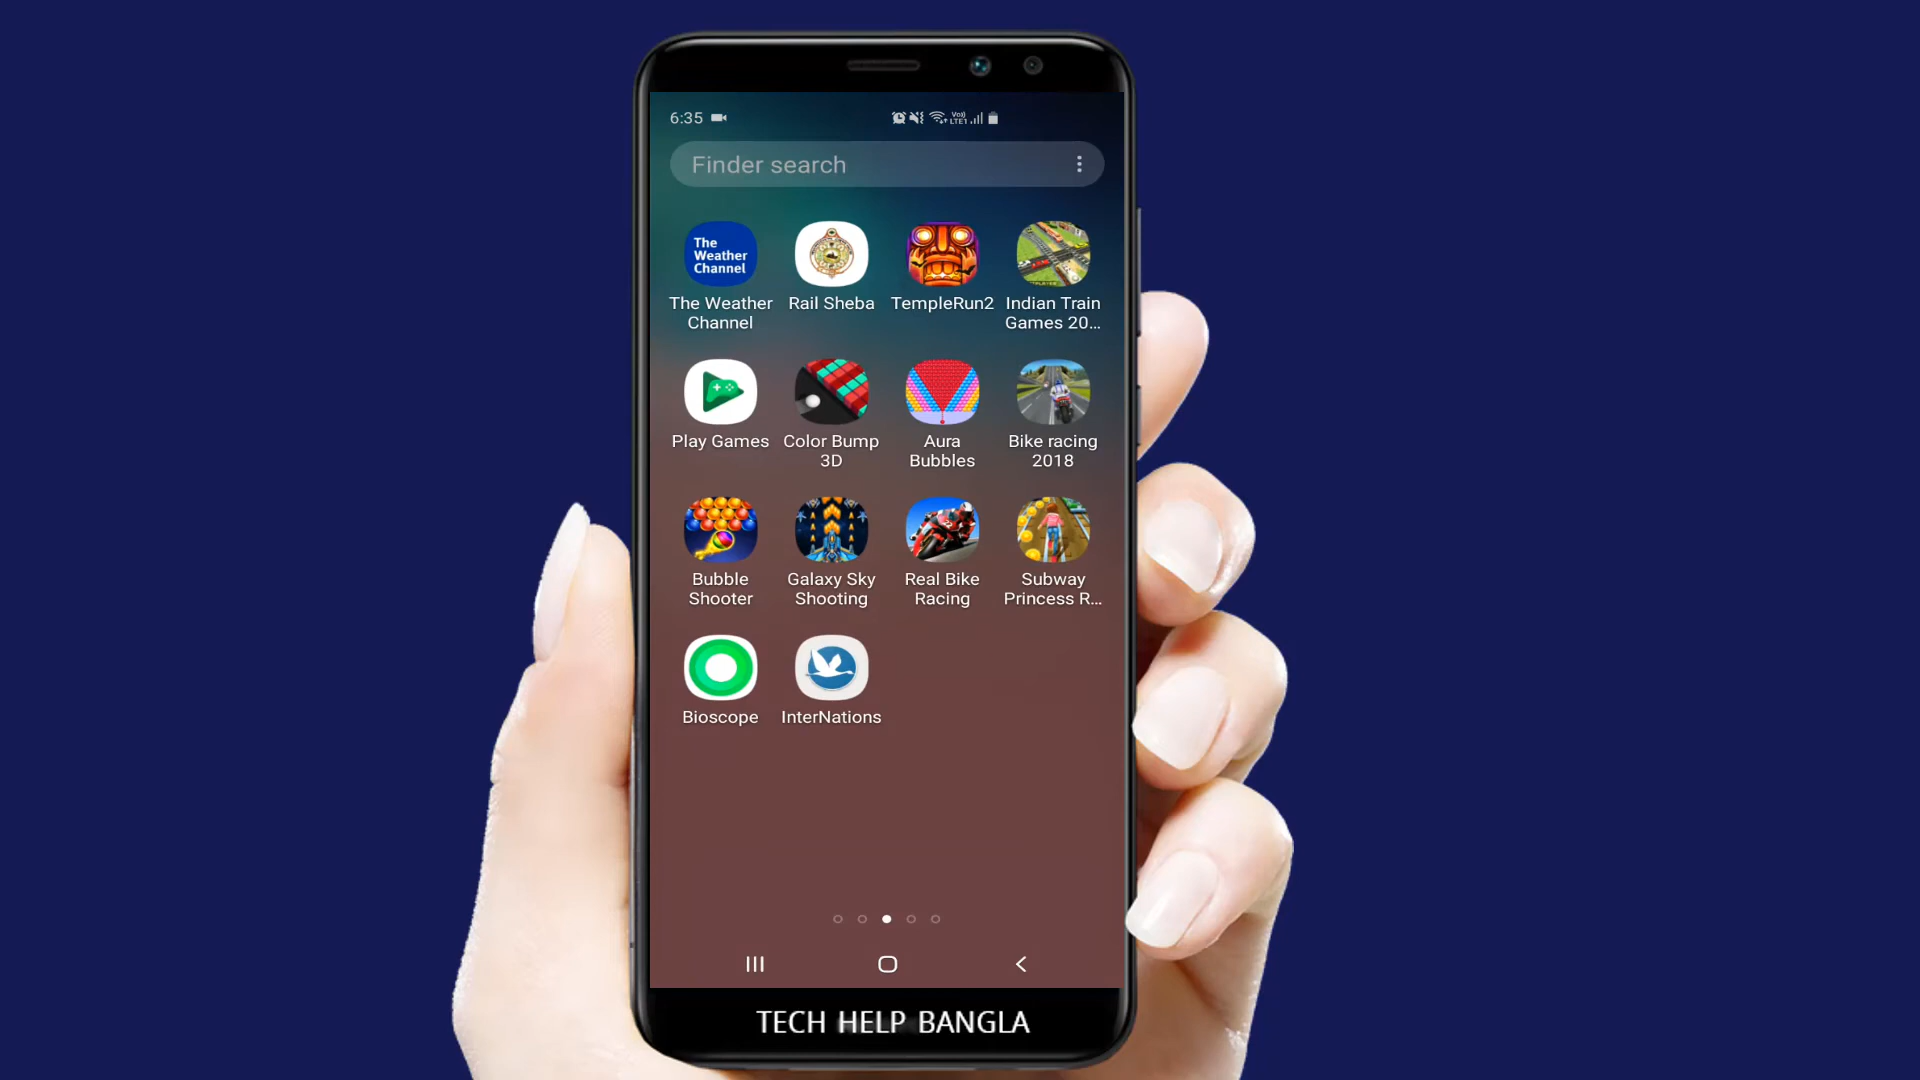 6:35
Vo)) LTE1
Finder search
The
Weather
Channel
The Weather Channel
Rail Sheba
TempleRun2
Indian Train Games 20...
Play Games
Color Bump 3D
Aura Bubbles
Bike racing 2018
Bubble Shooter
Galaxy Sky Shooting
Real Bike Racing
Subway Princess R...
Bioscope
InterNations
TECH HELP BANGLA